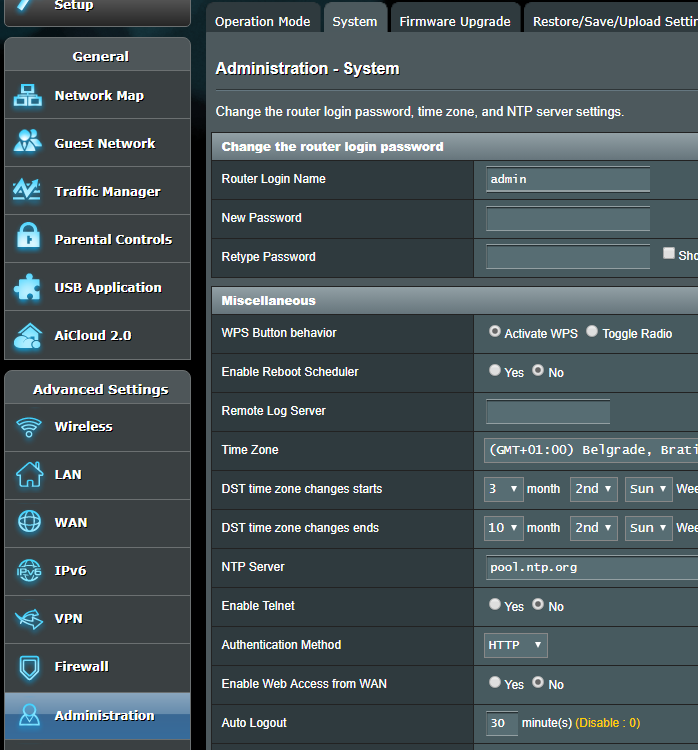 Setup
General
Network Map
Guest Network
Traffic Manager
Parental Controls
USB Application
AiCloud 2.0
Advanced Settings
Wireless
LAN
WAN
IPv6
VPN
Firewall
Administration
Operation Mode System Firmware Upgrade Restore/Save/Upload
Administration - System
Change the router login password, time zone, and NTP server settings.
Change the router login password
Router Login Name admin
New Password
Retype Password
Miscellaneous
WPS Button behavior Activate WPS Toggle Radio
Enable Reboot Scheduler Yes No
Remote Log Server
Time Zone (GMT+01:00) Belgrade,
DST time zone changes starts 3 month 2nd Sun
DST time zone changes ends 10 month 2nd Sun
NTP Server pool.ntp.org
Enable Telnet Yes No
Authentication Method HTTP
Enable Web Access from WAN Yes No
Auto Logout 30 minute(s) (Disable : 0)